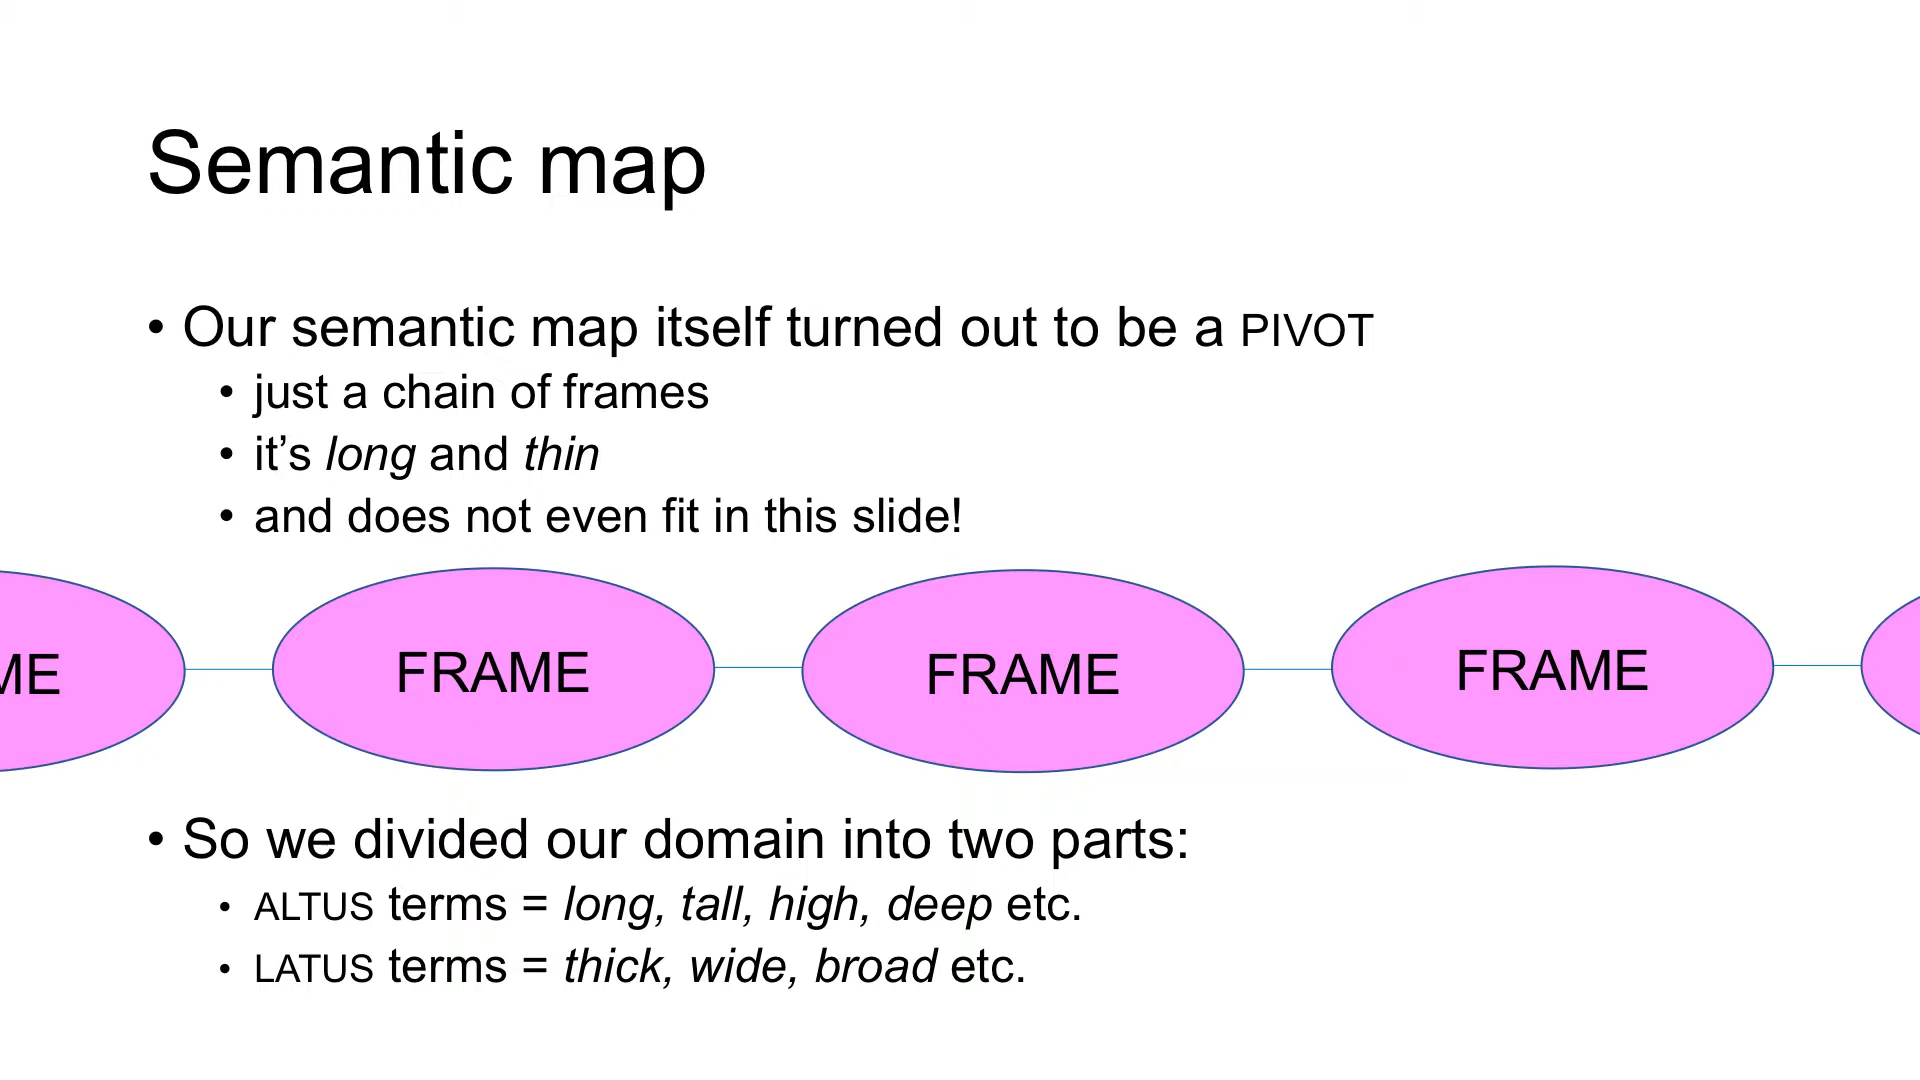 Semantic map
• Our semantic map itself turned out to be a PIVOT
• just a chain of frames
• it’s long and thin
• and does not even fit in this slide!
ME FRAME FRAME FRAME
• So we divided our domain into two parts:
• ALTUS terms = long, tall, high, deep etc.
• LATUS terms = thick, wide, broad etc.